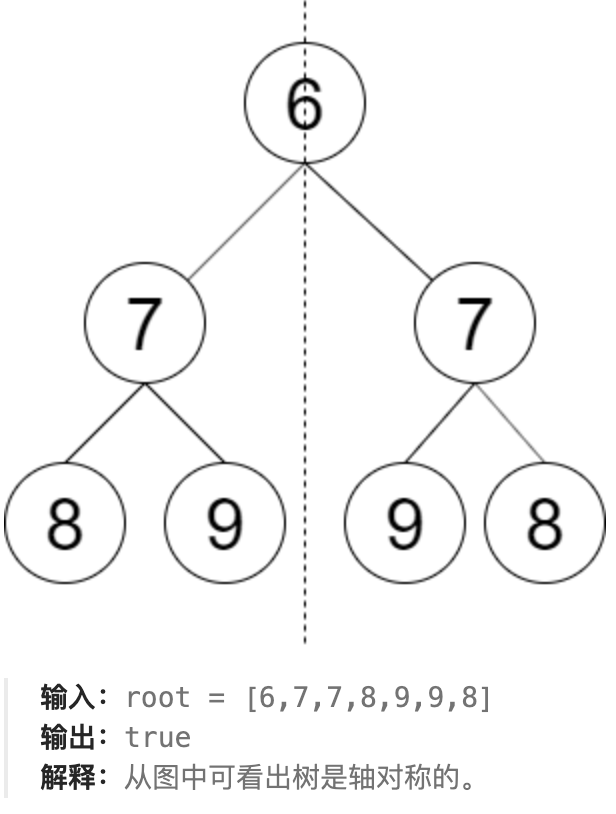 6
7 7
8 9 9 8
输入：root = [6,7,7,8,9,9,8]
输出：true
解释：从图中可看出树是轴对称的。